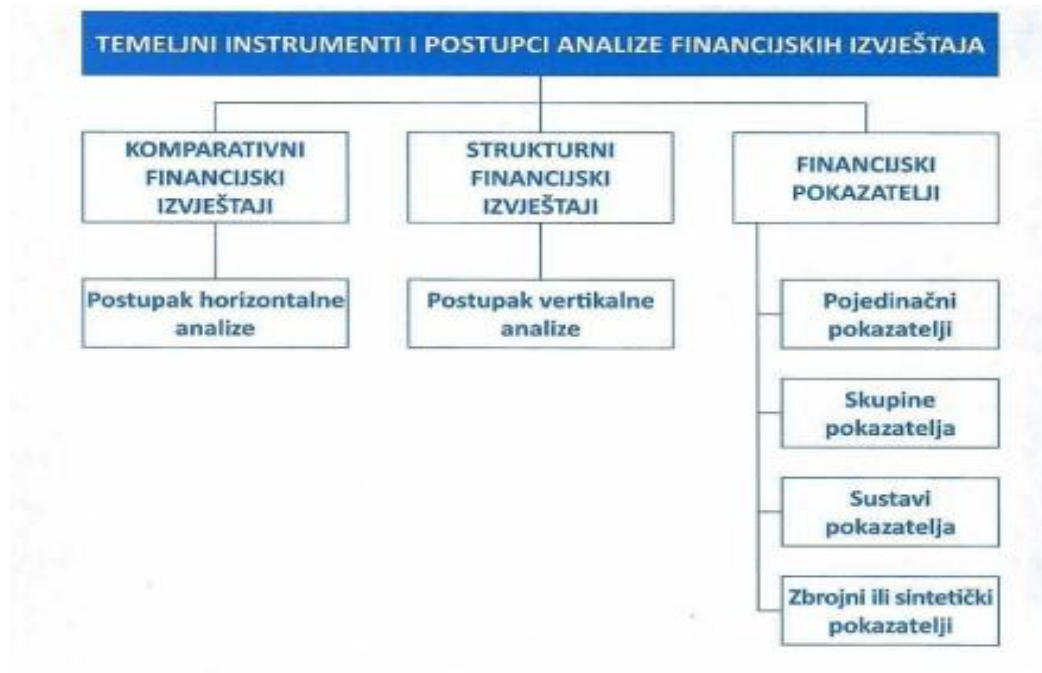 TEMELJNI INSTRUMENTI I POSTUPCI ANALIZE FINANCIJSKIH IZVJEŠTAJA
KOMPARATIVNI
FINANCIJSKI
IZVJEŠTAJI
STRUKTURNI
FINANCIJSKI
IZVJEŠTAJI
FINANCIJSKI
POKAZATELJI
Postupak horizontalne
analize
Postupak vertikalne
analize
Pojedinačni
pokazatelji
Skupine
pokazatelja
Sustavi
pokazatelja
Zbrojni ili sintetički
pokazatelji